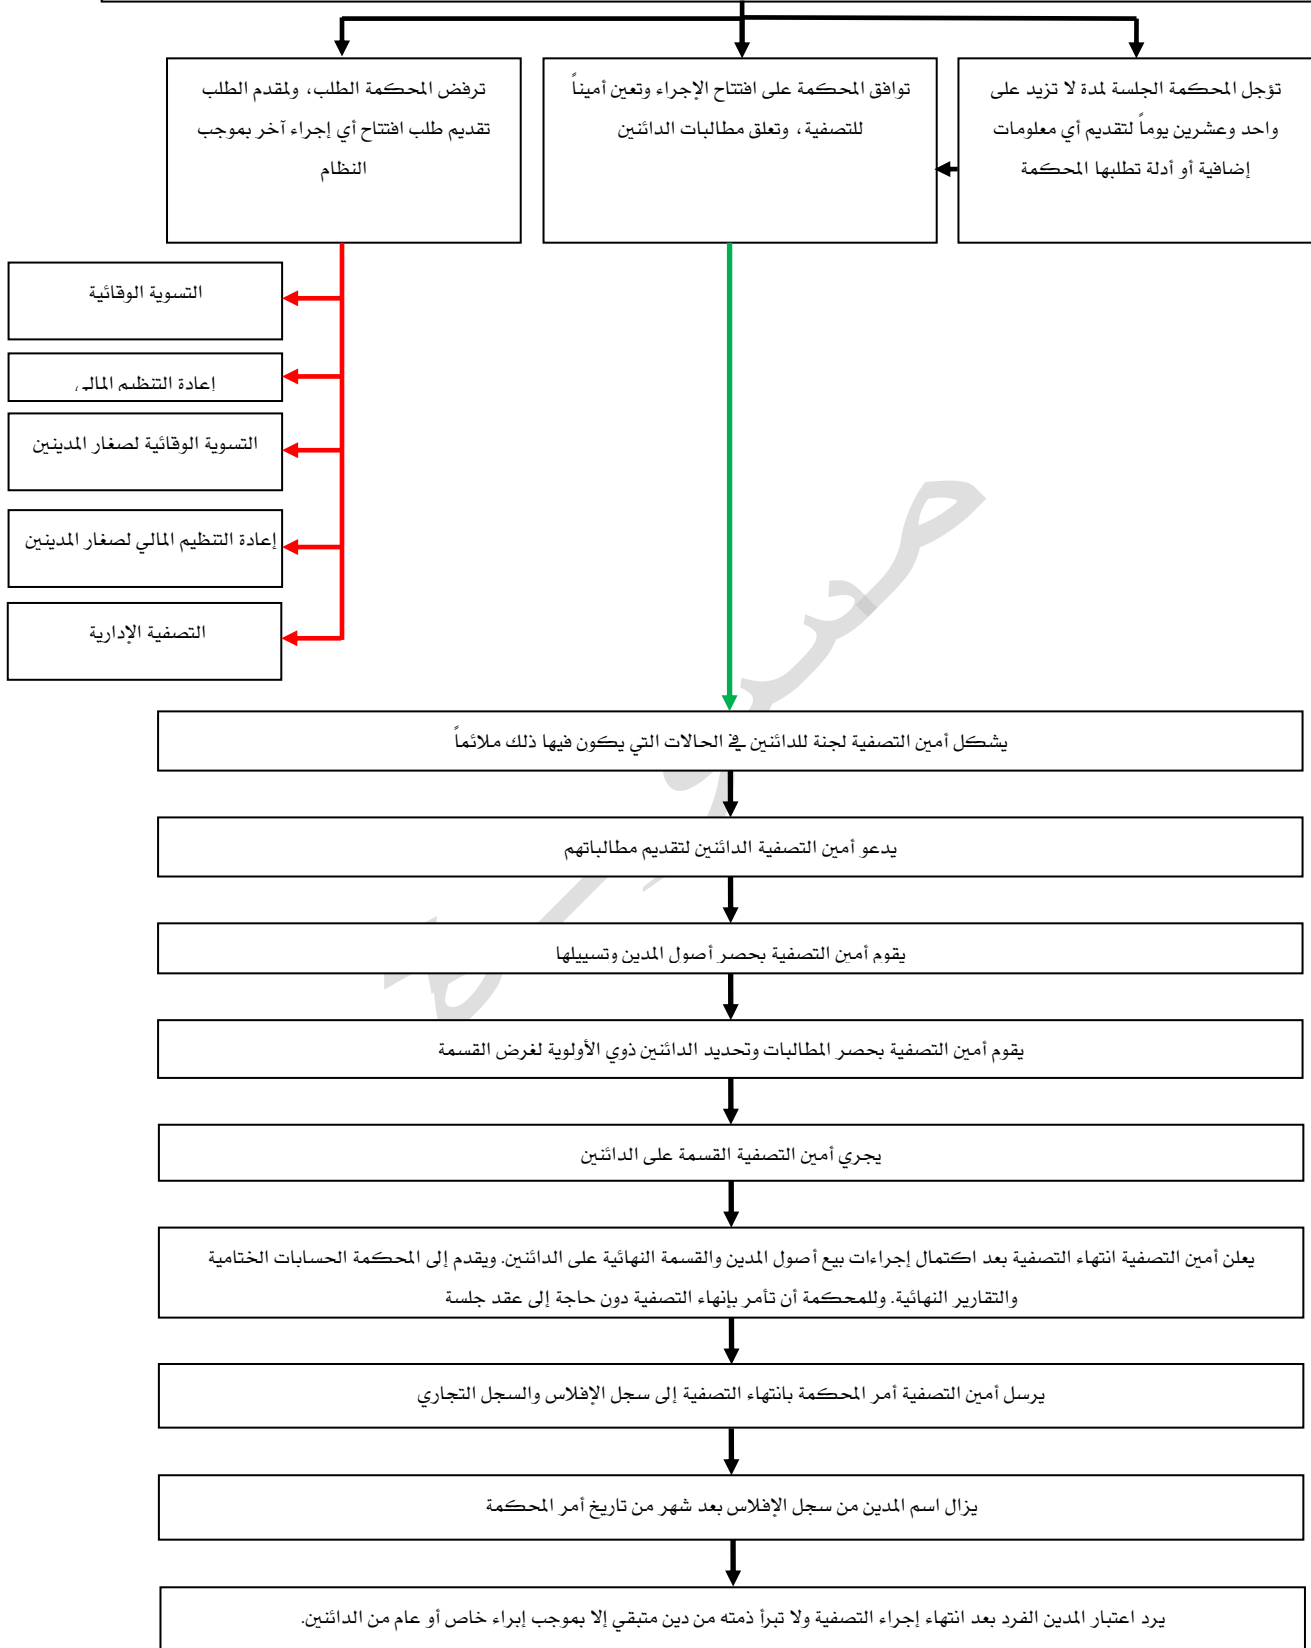 تؤجل المحكمة الجلسة لمدة لا تزيد على
واحد وعشرين يوماً لتقديم أي معلومات
إضافية أو أدلة تطلبها المحكمة
توافق المحكمة على افتتاح الإجراء وتعين أميناً
للتصفية، وتعلق مطالبات الدائنين
ترفض المحكمة الطلب، ولمقدم الطلب
تقديم طلب افتتاح أي إجراء آخر بموجب
النظام
التسوية الوقائية
إعادة التنظيم المالي
التسوية الوقائية لصغار المدينين
إعادة التنظيم المالي لصغار المدينين
التصفية الإدارية
يشكل أمين التصفية لجنة للدائنين في الحالات التي يكون فيها ذلك ملائماً
يدعو أمين التصفية الدائنين لتقديم مطالباتهم
يقوم أمين التصفية بحصر أصول المدين وتسييلها
يقوم أمين التصفية بحصر المطالبات وتحديد الدائنين ذوي الأولوية لغرض القسمة
يجري أمين التصفية القسمة على الدائنين
يعلن أمين التصفية انتهاء التصفية بعد اكتمال إجراءات بيع أصول المدين والقسمة النهائية على الدائنين. ويقدم إلى المحكمة الحسابات الختامية
والتقارير النهائية. وللمحكمة أن تأمر بإنهاء التصفية دون حاجة إلى عقد جلسة
يرسل أمين التصفية أمر المحكمة بانتهاء التصفية إلى سجل الإفلاس والسجل التجاري
يزال اسم المدين من سجل الإفلاس بعد شهر من تاريخ أمر المحكمة
يرد اعتبار المدين الفرد بعد انتهاء إجراء التصفية ولا تبرأ ذمته من دين متبقي إلا بموجب إبراء خاص أو عام من الدائنين.